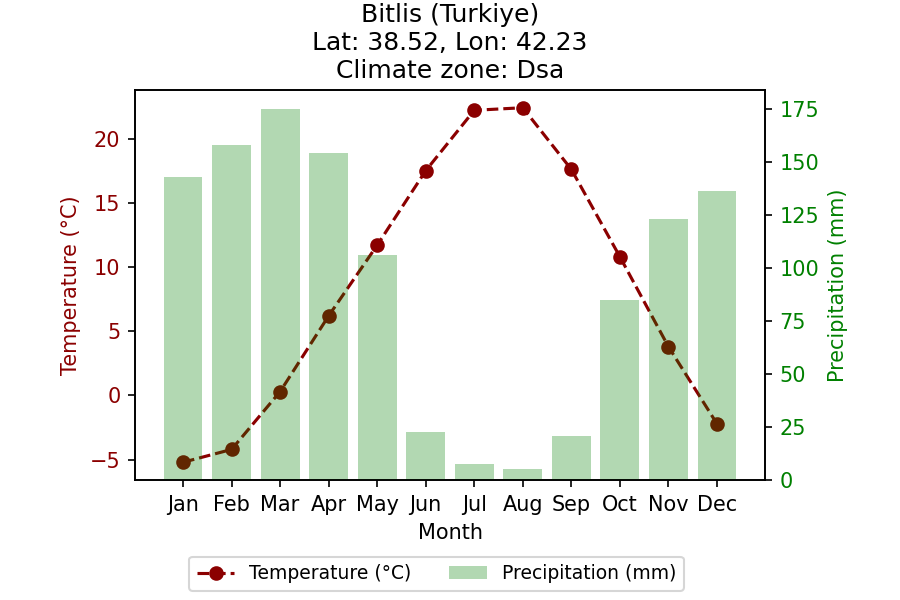 Bitlis (Turkiye)
Lat: 38.52, Lon: 42.23
Climate zone: Dsa
Temperature (°C)
20
15
10
5
0
−5
175
150
125
100
75
50
25
0
Precipitation (mm)
Jan Feb Mar Apr May Jun Jul Aug Sep Oct Nov Dec
Month
Temperature (°C) Precipitation (mm)